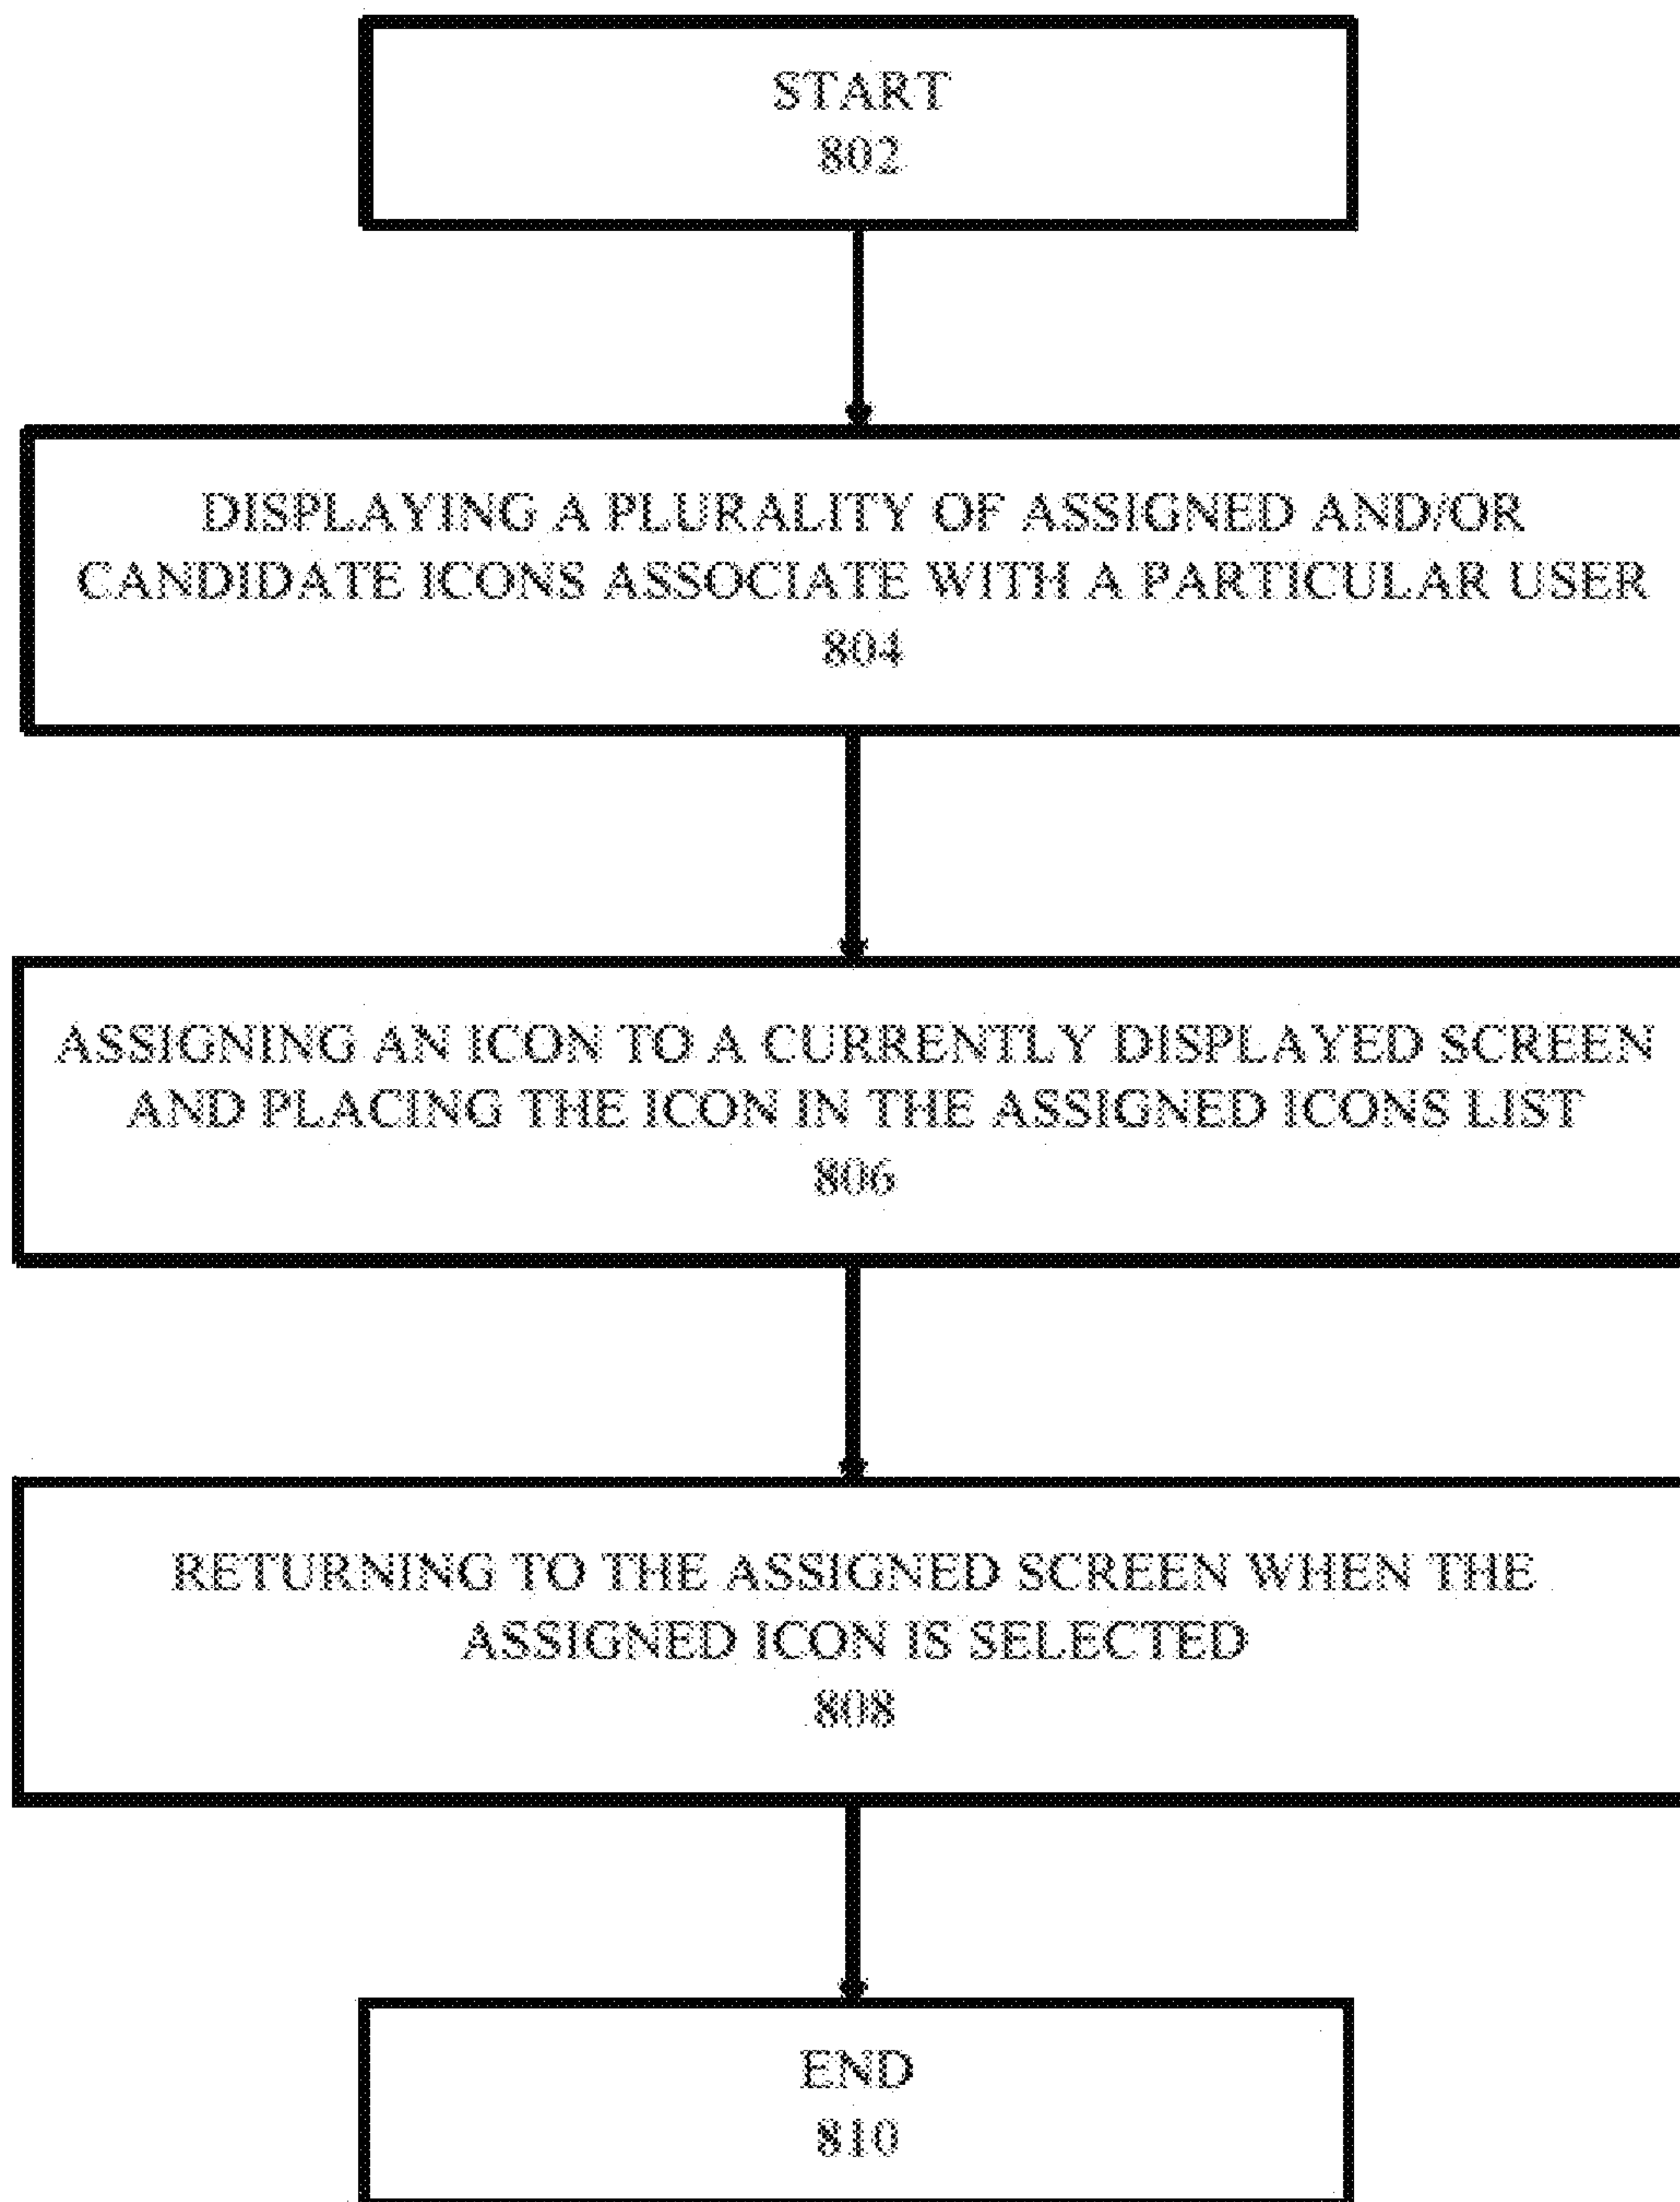 START
802
DISPLAYING A PLURALITY OF ASSIGNED AND/OR
CANDIDATE ICONS ASSOCIATE WITH A PARTICULAR USER
804
ASSIGNING AN ICON TO A CURRENTLY DISPLAYED SCREEN
AND PLACING THE ICON IN THE ASSIGNED ICONS LIST
806
RETURNING TO THE ASSIGNED SCREEN WHEN THE
ASSIGNED ICON IS SELECTED
808
END
810